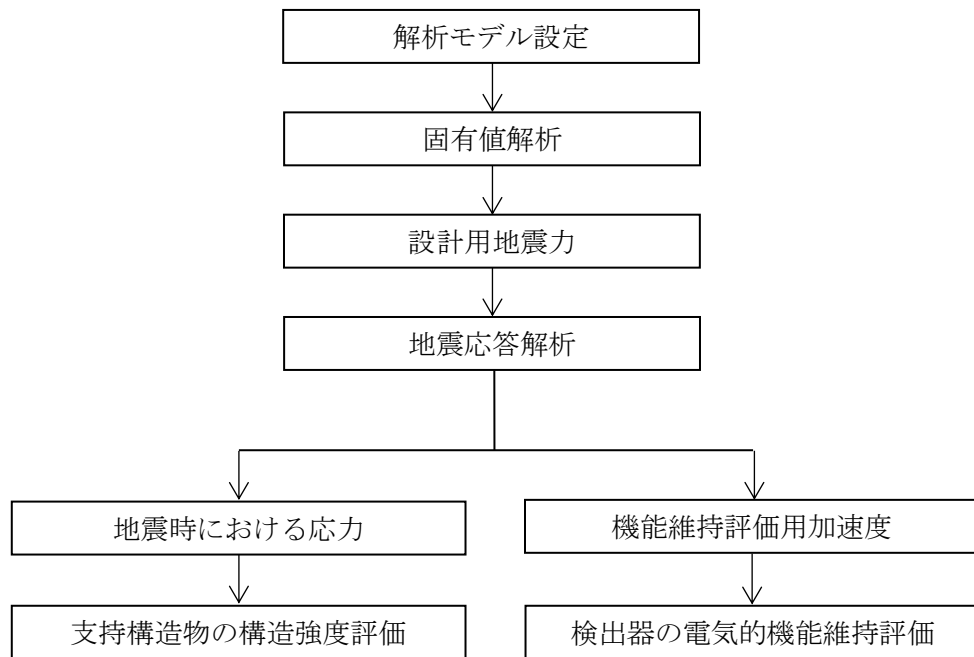 解析モデル設定
固有値解析
設計用地震力
地震応答解析
地震時における応力
機能維持評価用加速度
支持構造物の構造強度評価
検出器の電気的機能維持評価